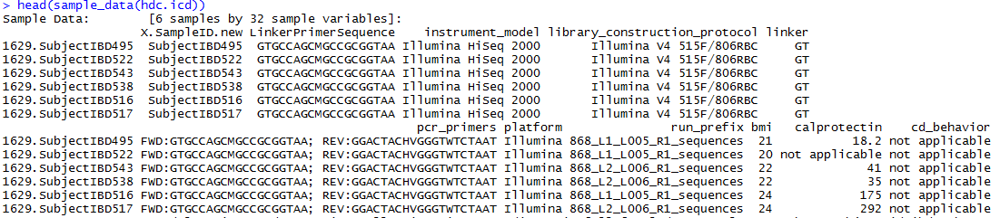 > head(sample_data(hdc.icd))
Sample Data:        [6 samples by 32 sample variables]:
                    X.SampleID.new LinkerPrimerSequence    instrument_model library_construction_protocol linker
1629.SubjectIBD495   SubjectIBD495  GTGCCAGCMGCCGCGGTAA Illumina HiSeq 2000       Illumina V4 515F/806RBC     GT
1629.SubjectIBD522   SubjectIBD522  GTGCCAGCMGCCGCGGTAA Illumina HiSeq 2000       Illumina V4 515F/806RBC     GT
1629.SubjectIBD543   SubjectIBD543  GTGCCAGCMGCCGCGGTAA Illumina HiSeq 2000       Illumina V4 515F/806RBC     GT
1629.SubjectIBD538   SubjectIBD538  GTGCCAGCMGCCGCGGTAA Illumina HiSeq 2000       Illumina V4 515F/806RBC     GT
1629.SubjectIBD516   SubjectIBD516  GTGCCAGCMGCCGCGGTAA Illumina HiSeq 2000       Illumina V4 515F/806RBC     GT
1629.SubjectIBD517   SubjectIBD517  GTGCCAGCMGCCGCGGTAA Illumina HiSeq 2000       Illumina V4 515F/806RBC     GT
                                                       pcr_primers platform              run_prefix bmi   calprotectin    cd_behavior
1629.SubjectIBD495 FWD:GTGCCAGCMGCCGCGGTAA; REV:GGACTACHVGGGTWTCTAAT Illumina 868_L1_L005_R1_sequences  21           18.2 not applicable
1629.SubjectIBD522 FWD:GTGCCAGCMGCCGCGGTAA; REV:GGACTACHVGGGTWTCTAAT Illumina 868_L1_L005_R1_sequences  20 not applicable not applicable
1629.SubjectIBD543 FWD:GTGCCAGCMGCCGCGGTAA; REV:GGACTACHVGGGTWTCTAAT Illumina 868_L2_L006_R1_sequences  22             41 not applicable
1629.SubjectIBD538 FWD:GTGCCAGCMGCCGCGGTAA; REV:GGACTACHVGGGTWTCTAAT Illumina 868_L2_L006_R1_sequences  22             35 not applicable
1629.SubjectIBD516 FWD:GTGCCAGCMGCCGCGGTAA; REV:GGACTACHVGGGTWTCTAAT Illumina 868_L1_L005_R1_sequences  24            175 not applicable
1629.SubjectIBD517 FWD:GTGCCAGCMGCCGCGGTAA; REV:GGACTACHVGGGTWTCTAAT Illumina 868_L2_L006_R1_sequences  24            292 not applicable